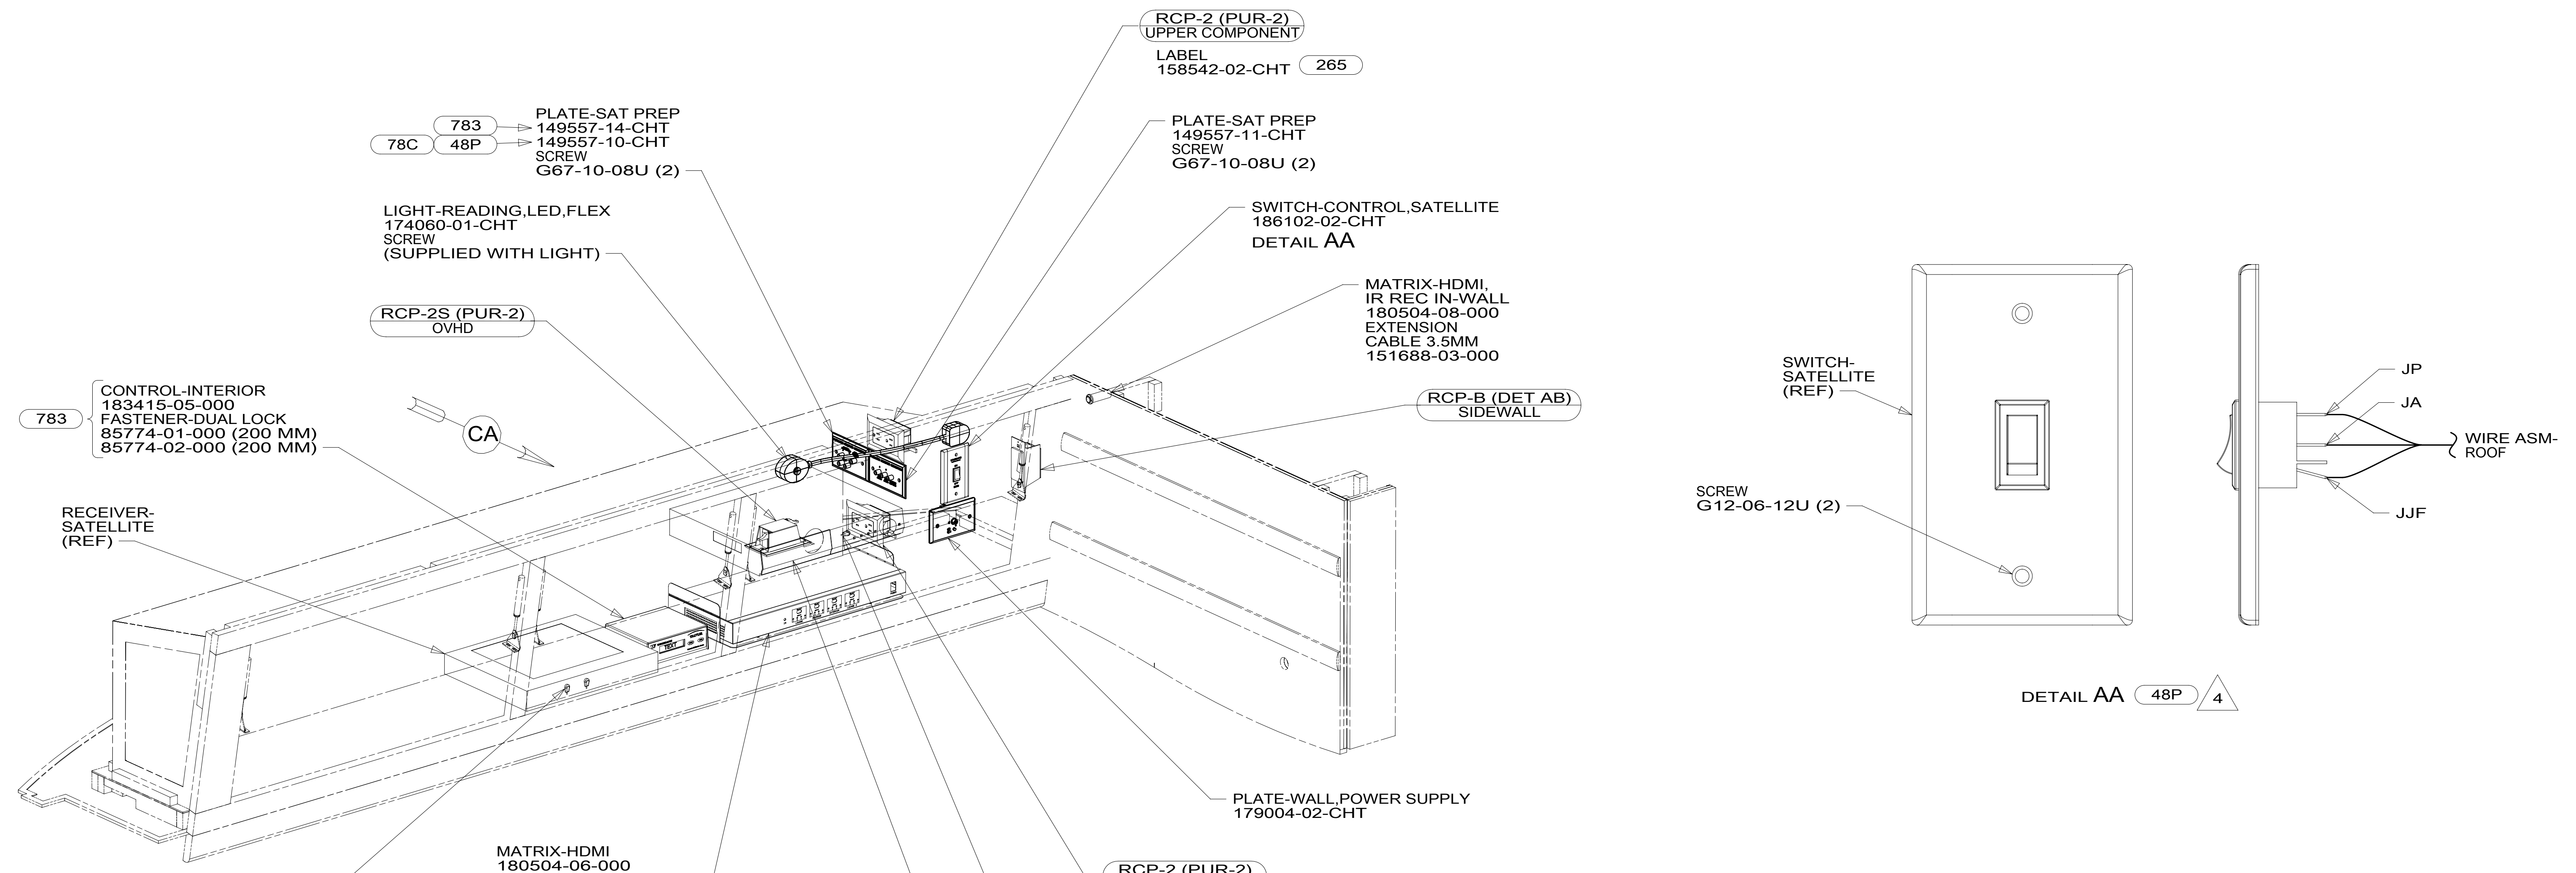 RCP-2 (PUR-2)
UPPER COMPONENT
LABEL
158542-02-CHT
265
783
78C
48P
PLATE-SAT PREP
149557-14-CHT
149557-10-CHT
SCREW
G67-10-08U (2)
PLATE-SAT PREP
149557-11-CHT
SCREW
G67-10-08U (2)
LIGHT-READING,LED,FLEX
174060-01-CHT
SCREW
(SUPPLIED WITH LIGHT)
SWITCH-CONTROL,SATELLITE
186102-02-CHT
DETAIL AA
MATRIX-HDMI,
IR REC IN-WALL
180504-08-000
EXTENSION
CABLE 3.5MM
151688-03-000
RCP-2S (PUR-2)
OVHD
783
CONTROL-INTERIOR
183415-05-000
FASTENER-DUAL LOCK
85774-01-000 (200 MM)
85774-02-000 (200 MM)
CA
RCP-B (DET AB)
SIDEWALL
RECEIVER-
SATELLITE
(REF)
TEXT
PLATE-WALL,POWER SUPPLY
179004-02-CHT
MATRIX-HDMI
180504-06-000
RCP-2 (PUR-2)
SWITCH-
SATELLITE
(REF)
SCREW
G12-06-12U (2)
JP
JA
WIRE ASM-
ROOF
JJF
DETAIL AA
48P
4